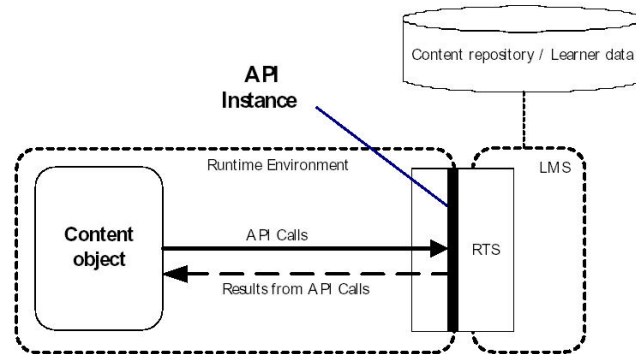 Content repository / Learner data
API
Instance
Runtime Environment
LMS
Content
object
API Calls
RTS
Results from API Calls